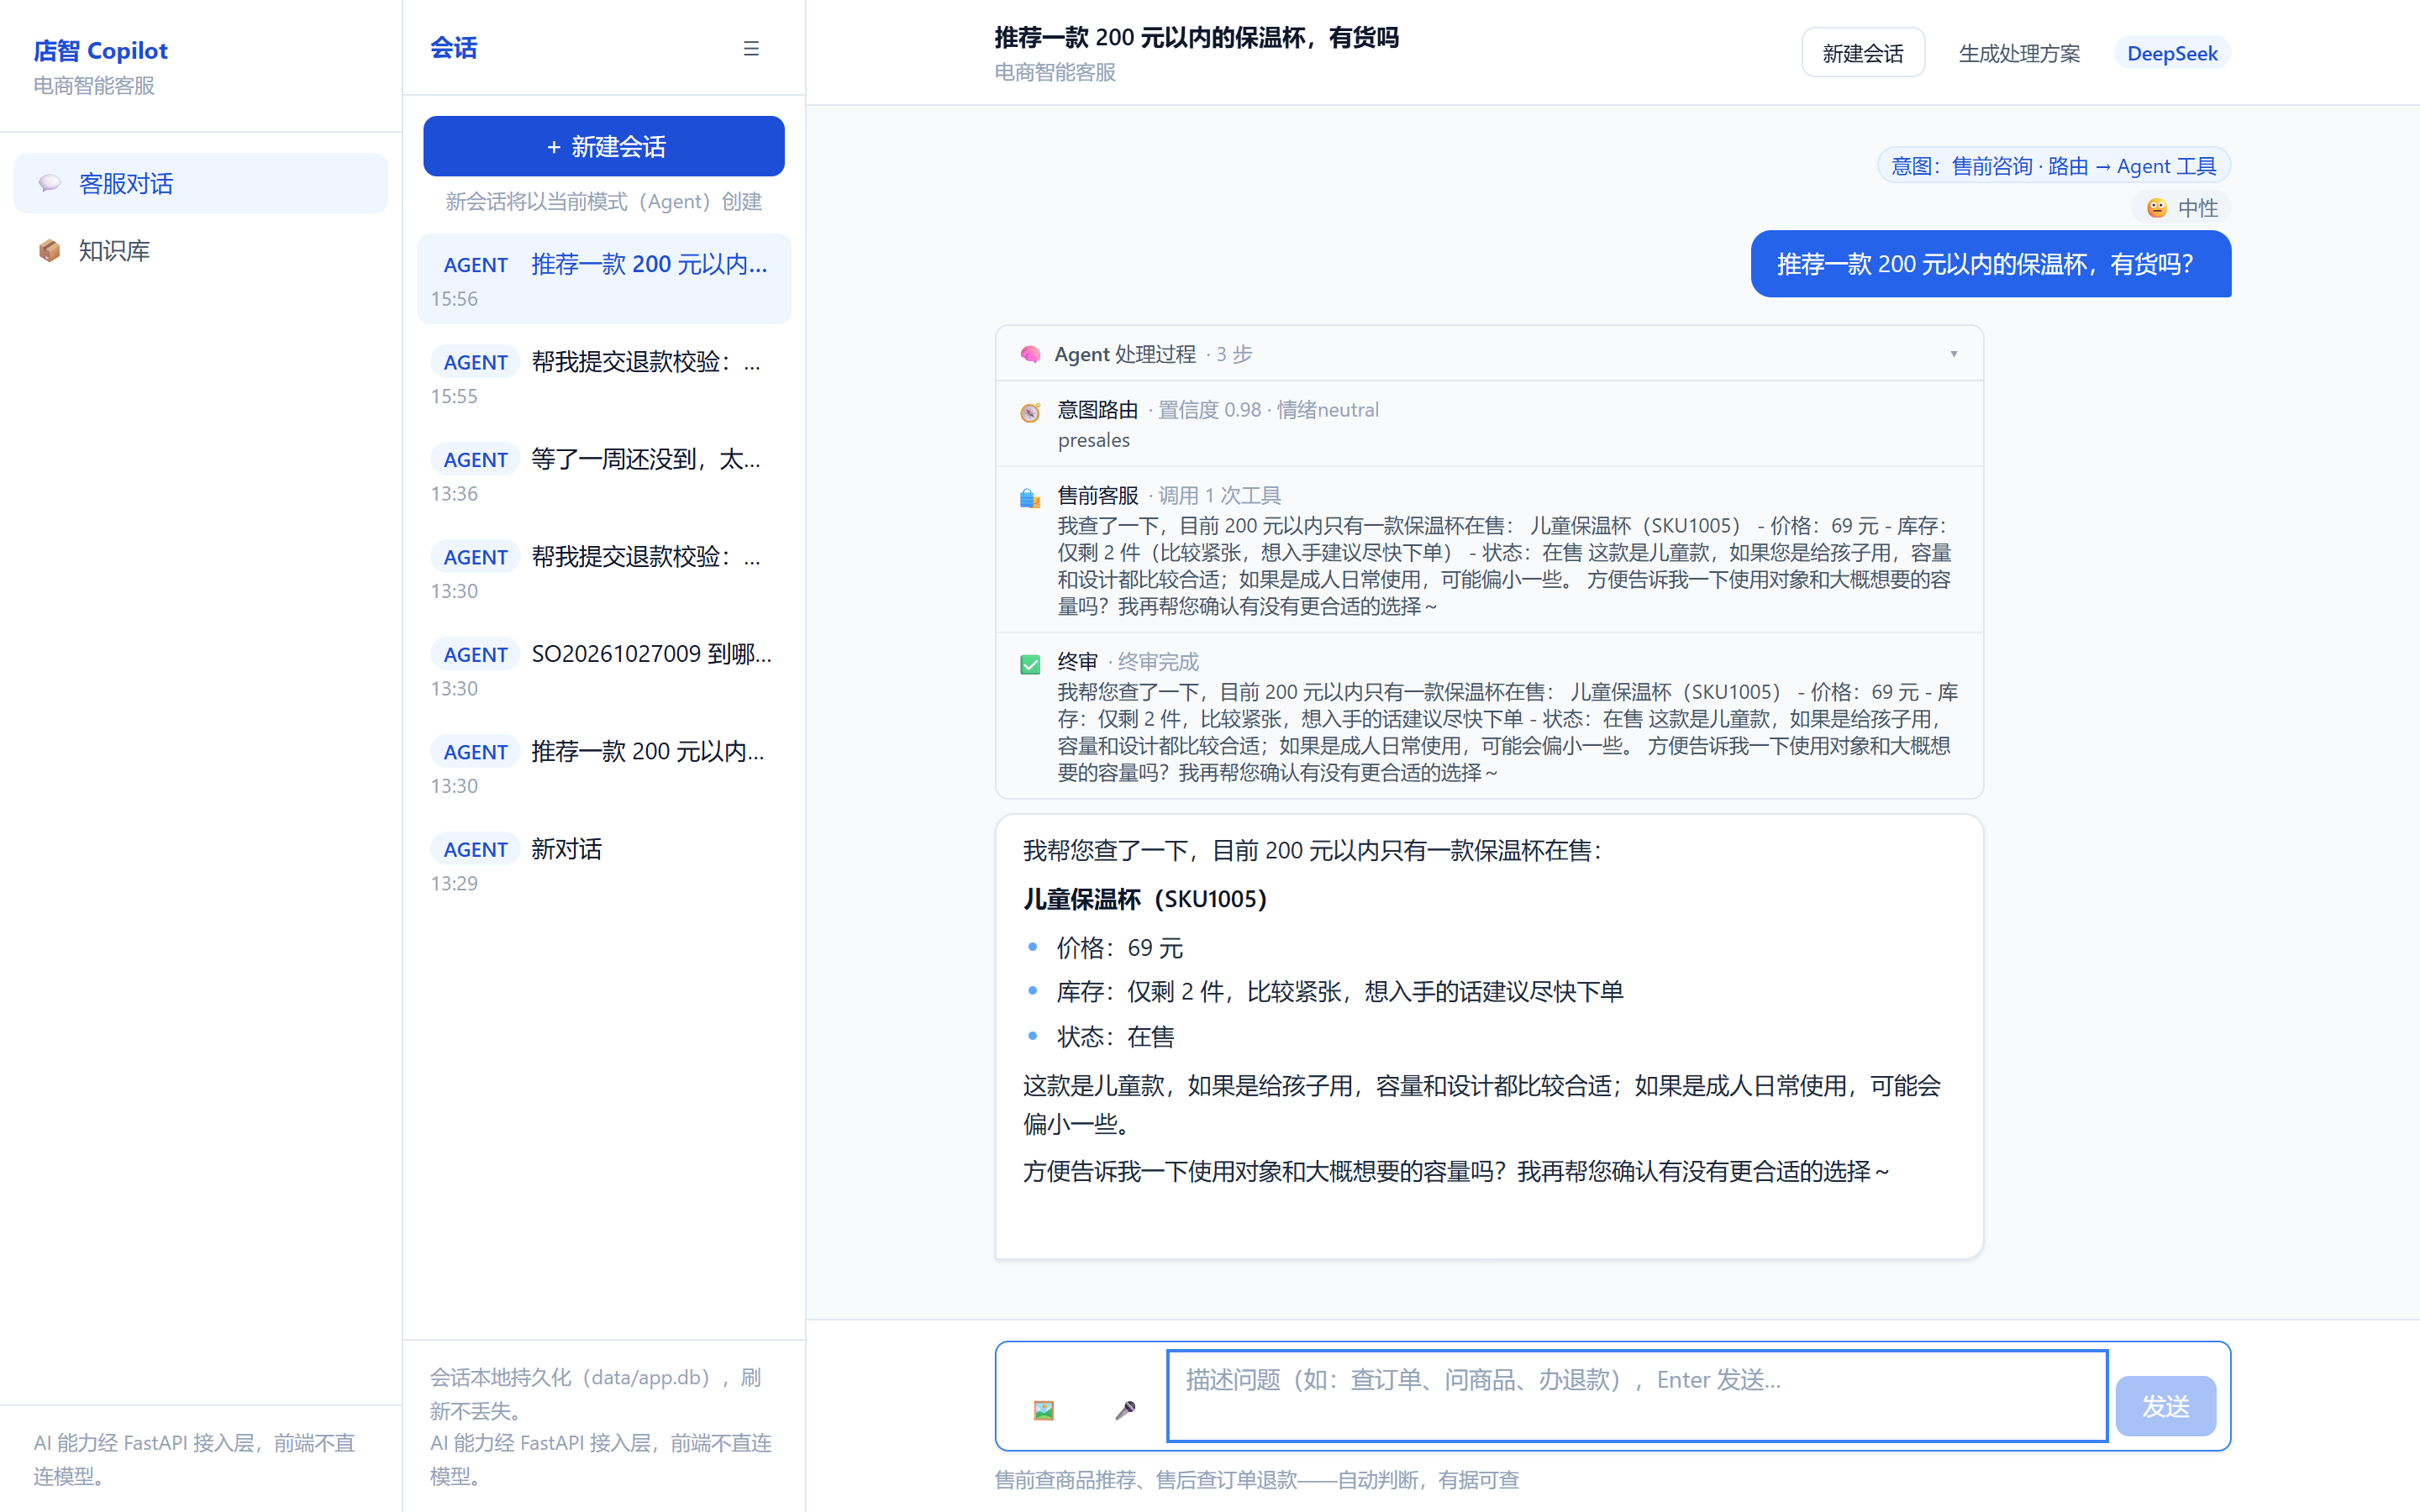 店智 Copilot
电商智能客服
客服对话
知识库
AI 能力经 FastAPI 接入层，前端不直
连模型。
会话
☰
+ 新建会话
新会话将以当前模式（Agent）创建
AGENT 推荐一款 200 元以内...
15:56
AGENT 帮我提交退款校验：...
15:55
AGENT 等了一周还没到，太...
13:36
AGENT 帮我提交退款校验：...
13:30
AGENT SO20261027009 到哪...
13:30
AGENT 推荐一款 200 元以内...
13:30
AGENT 新对话
13:29
会话本地持久化（data/app.db），刷
新不丢失。
AI 能力经 FastAPI 接入层，前端不直连
模型。
推荐一款 200 元以内的保温杯，有货吗
电商智能客服
新建会话
生成处理方案
DeepSeek
意图：售前咨询 · 路由 → Agent 工具
中性
推荐一款 200 元以内的保温杯，有货吗？
Agent 处理过程 · 3 步
意图路由 · 置信度 0.98 · 情绪neutral
presales
售前客服 · 调用 1 次工具
我查了一下，目前 200 元以内只有一款保温杯在售： 儿童保温杯（SKU1005） - 价格：69 元 - 库存：
仅剩 2 件（比较紧张，想入手建议尽快下单） - 状态：在售 这款是儿童款，如果您是给孩子用，容量
和设计都比较合适；如果是成人日常使用，可能偏小一些。 方便告诉我一下使用对象和大概想要的容
量吗？我再帮您确认有没有更合适的选择～
终审 · 终审完成
我帮您查了一下，目前 200 元以内只有一款保温杯在售： 儿童保温杯（SKU1005） - 价格：69 元 - 库
存：仅剩 2 件，比较紧张，想入手的话建议尽快下单 - 状态：在售 这款是儿童款，如果是给孩子用，
容量和设计都比较合适；如果是成人日常使用，可能会偏小一些。 方便告诉我一下使用对象和大概想
要的容量吗？我再帮您确认有没有更合适的选择～
我帮您查了一下，目前 200 元以内只有一款保温杯在售：
儿童保温杯（SKU1005）
价格：69 元
库存：仅剩 2 件，比较紧张，想入手的话建议尽快下单
状态：在售
这款是儿童款，如果是给孩子用，容量和设计都比较合适；如果是成人日常使用，可能会
偏小一些。
方便告诉我一下使用对象和大概想要的容量吗？我再帮您确认有没有更合适的选择～
描述问题（如：查订单、问商品、办退款），Enter 发送...
发送
售前查商品推荐、售后查订单退款——自动判断，有据可查